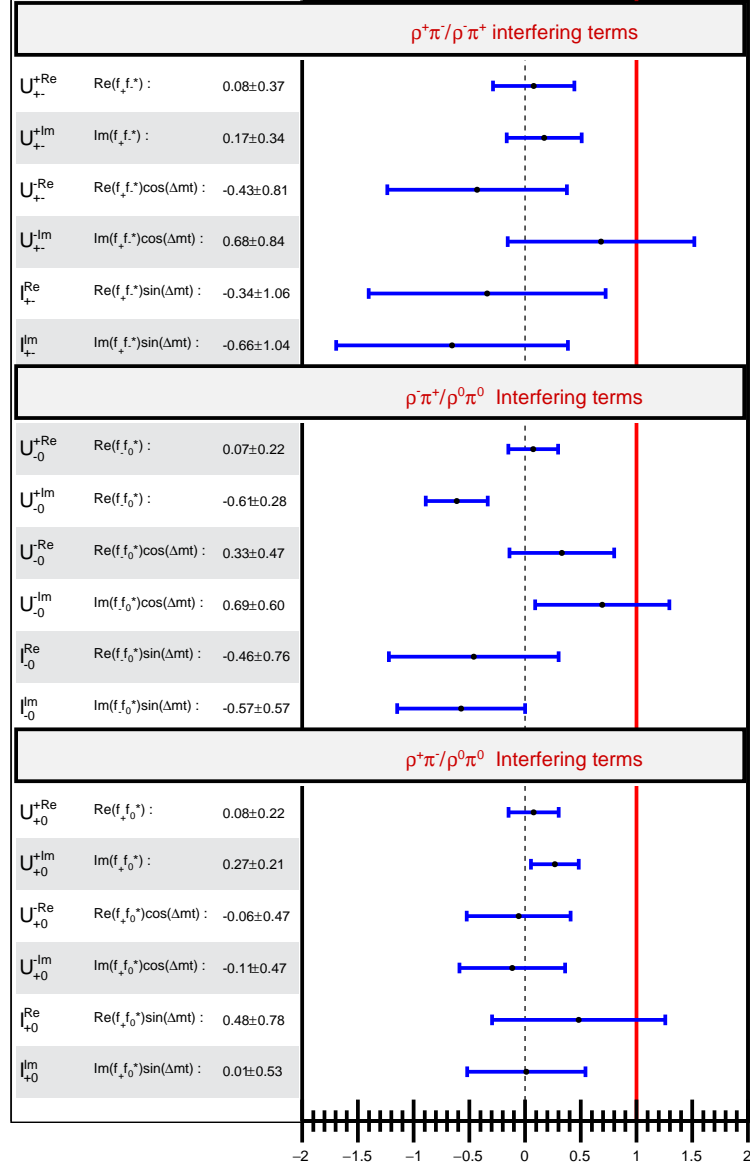 ρ⁺π⁻/ρ⁻π⁺ interfering terms
U₊₋⁺ᴿᵉ Re(f₊f₋*) : 0.08±0.37
U₊₋⁺ᴵᵐ Im(f₊f₋*) : 0.17±0.34
U₊₋⁻ᴿᵉ Re(f₊f₋*)cos(Δmt) : -0.43±0.81
U₊₋⁻ᴵᵐ Im(f₊f₋*)cos(Δmt) : 0.68±0.84
I₊₋ᴿᵉ Re(f₊f₋*)sin(Δmt) : -0.34±1.06
I₊₋ᴵᵐ Im(f₊f₋*)sin(Δmt) : -0.66±1.04
ρ⁻π⁺/ρ⁰π⁰ Interfering terms
U₋₀⁺ᴿᵉ Re(f₋f₀*) : 0.07±0.22
U₋₀⁺ᴵᵐ Re(f₋f₀*) : -0.61±0.28
U₋₀⁻ᴿᵉ Re(f₋f₀*)cos(Δmt) : 0.33±0.47
U₋₀⁻ᴵᵐ Im(f₋f₀*)cos(Δmt) : 0.69±0.60
I₋₀ᴿᵉ Re(f₋f₀*)sin(Δmt) : -0.46±0.76
I₋₀ᴵᵐ Im(f₋f₀*)sin(Δmt) : -0.57±0.57
ρ⁺π⁻/ρ⁰π⁰ Interfering terms
U₊₀⁺ᴿᵉ Re(f₊f₀*) : 0.08±0.22
U₊₀⁺ᴵᵐ Im(f₊f₀*) : 0.27±0.21
U₊₀⁻ᴿᵉ Re(f₊f₀*)cos(Δmt) : -0.06±0.47
U₊₀⁻ᴵᵐ Im(f₊f₀*)cos(Δmt) : -0.11±0.47
I₊₀ᴿᵉ Re(f₊f₀*)sin(Δmt) : 0.48±0.78
I₊₀ᴵᵐ Im(f₊f₀*)sin(Δmt) : 0.01±0.53
−2 −1.5 −1 −0.5 0 0.5 1 1.5 2